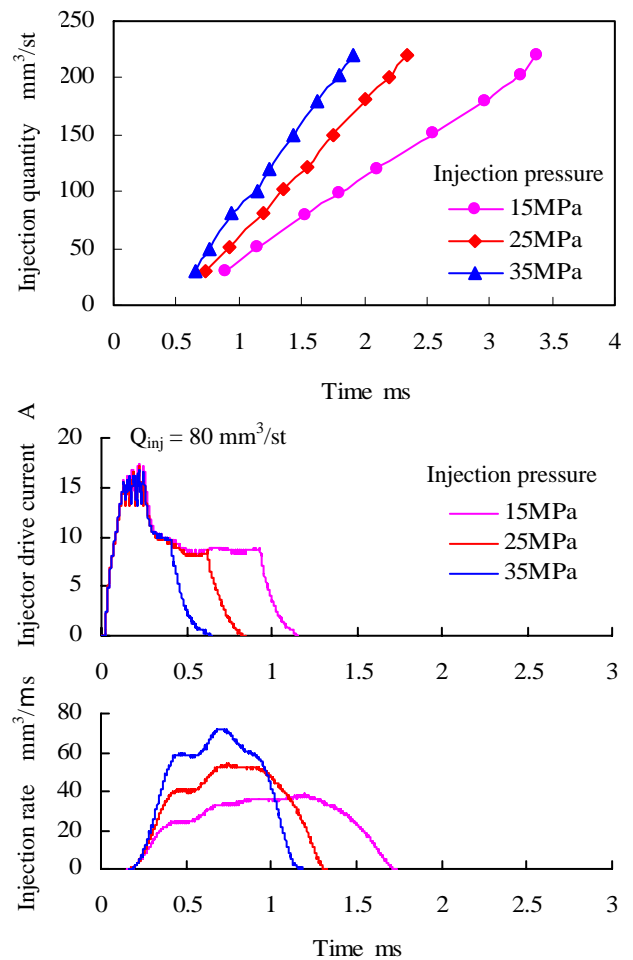 Injection quantity mm³/st
250
200
150
100
50
0
Injection pressure
15MPa
25MPa
35MPa
0 0.5 1 1.5 2 2.5 3 3.5 4
Time ms
Injector drive current A
20
15
10
5
0
Qinj = 80 mm³/st
Injection pressure
15MPa
25MPa
35MPa
0 0.5 1 1.5 2 2.5 3
Injection rate mm³/ms
80
60
40
20
0
0 0.5 1 1.5 2 2.5 3
Time ms